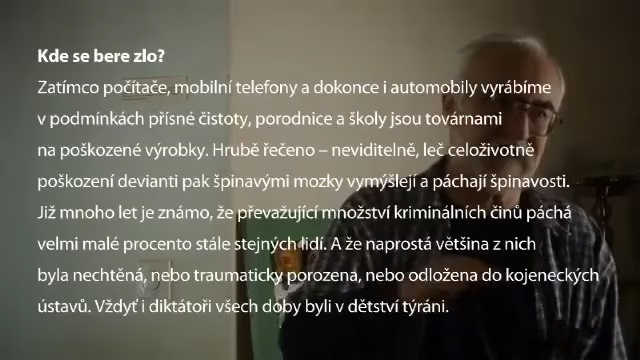 Kde se bere zlo?
Zatímco počítače, mobilní telefony a dokonce i automobily vyrábíme
v podmínkách přísné čistoty, porodnice a školy jsou továrnami
na poškozené výrobky. Hrubě řečeno – neviditelně, leč celoživotně
poškození devianti pak špinavými mozky vymýšlejí a páchají špinavosti.
Již mnoho let je známo, že převažující množství kriminálních činů páchá
velmi malé procento stále stejných lidí. A že naprostá většina z nich
byla nechtěná, nebo traumaticky porozena, nebo odložena do kojeneckých
ústavů. Vždyť i diktátoři všech doby byli v dětství týráni.